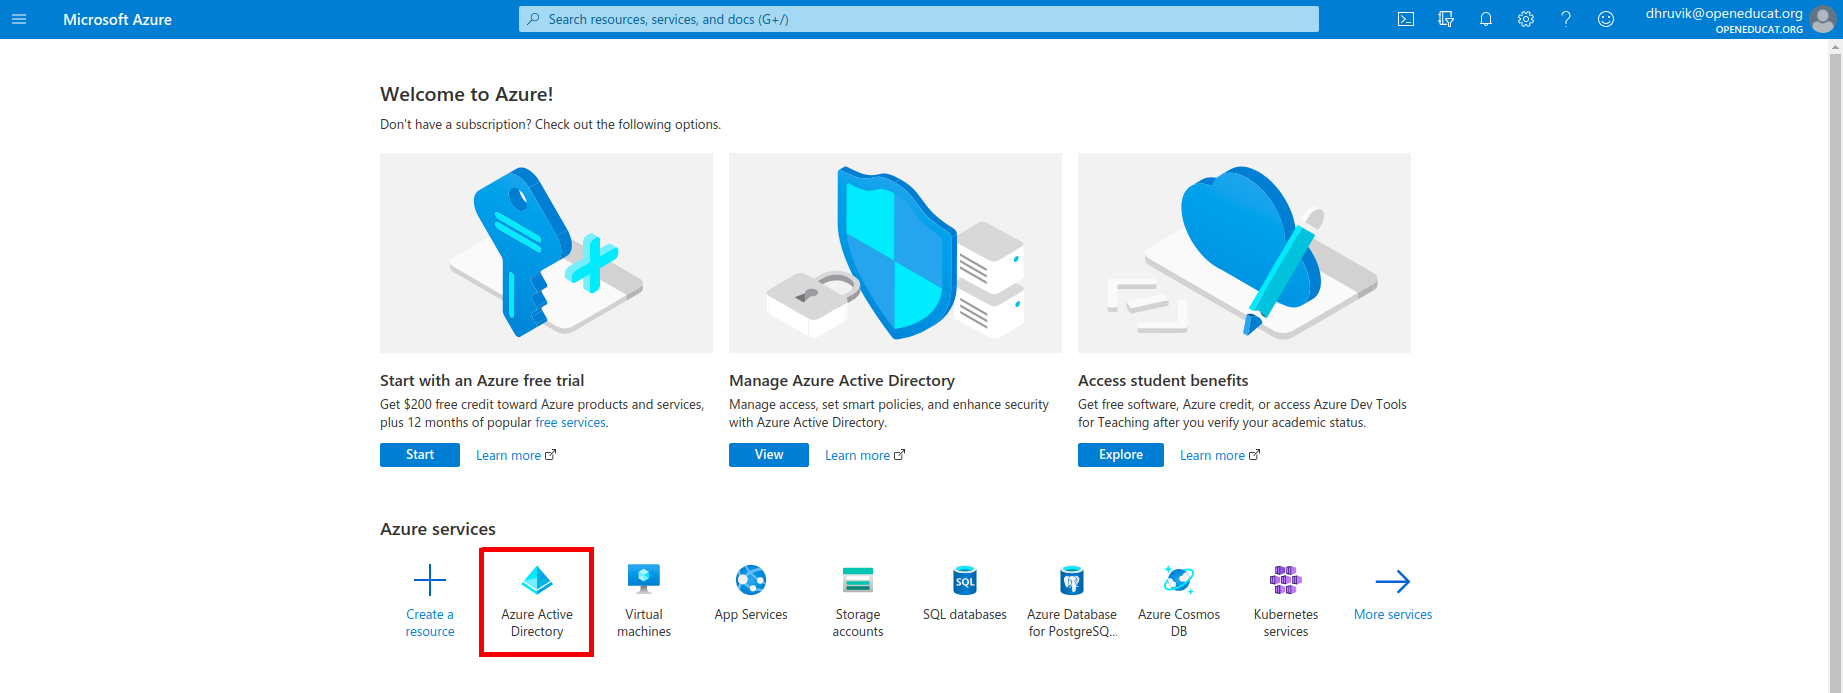 Microsoft Azure
Search resources, services, and docs (G+/)
dhruvik@openeducat.org
OPENEDUCAT.ORG
Welcome to Azure!
Don't have a subscription? Check out the following options.
Start with an Azure free trial
Get $200 free credit toward Azure products and services,
plus 12 months of popular free services.
Start
Learn more
Manage Azure Active Directory
Manage access, set smart policies, and enhance security
with Azure Active Directory.
View
Learn more
Access student benefits
Get free software, Azure credit, or access Azure Dev Tools
for Teaching after you verify your academic status.
Explore
Learn more
Azure services
Create a
resource
Azure Active
Directory
Virtual
machines
App Services
Storage
accounts
SQL
SQL databases
Azure Database
for PostgreSQ...
Azure Cosmos
DB
Kubernetes
services
More services